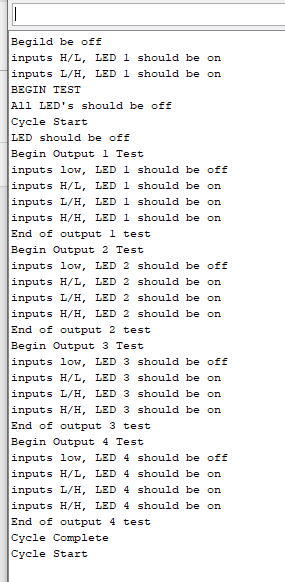 Begild be off
inputs H/L, LED 1 should be on
inputs L/H, LED 1 should be on
BEGIN TEST
All LED's should be off
Cycle Start
LED should be off
Begin Output 1 Test
inputs low, LED 1 should be off
inputs H/L, LED 1 should be on
inputs L/H, LED 1 should be on
inputs H/H, LED 1 should be on
End of output 1 test
Begin Output 2 Test
inputs low, LED 2 should be off
inputs H/L, LED 2 should be on
inputs L/H, LED 2 should be on
inputs H/H, LED 2 should be on
End of output 2 test
Begin Output 3 Test
inputs low, LED 3 should be off
inputs H/L, LED 3 should be on
inputs L/H, LED 3 should be on
inputs H/H, LED 3 should be on
End of output 3 test
Begin Output 4 Test
inputs low, LED 4 should be off
inputs H/L, LED 4 should be on
inputs L/H, LED 4 should be on
inputs H/H, LED 4 should be on
End of output 4 test
Cycle Complete
Cycle Start